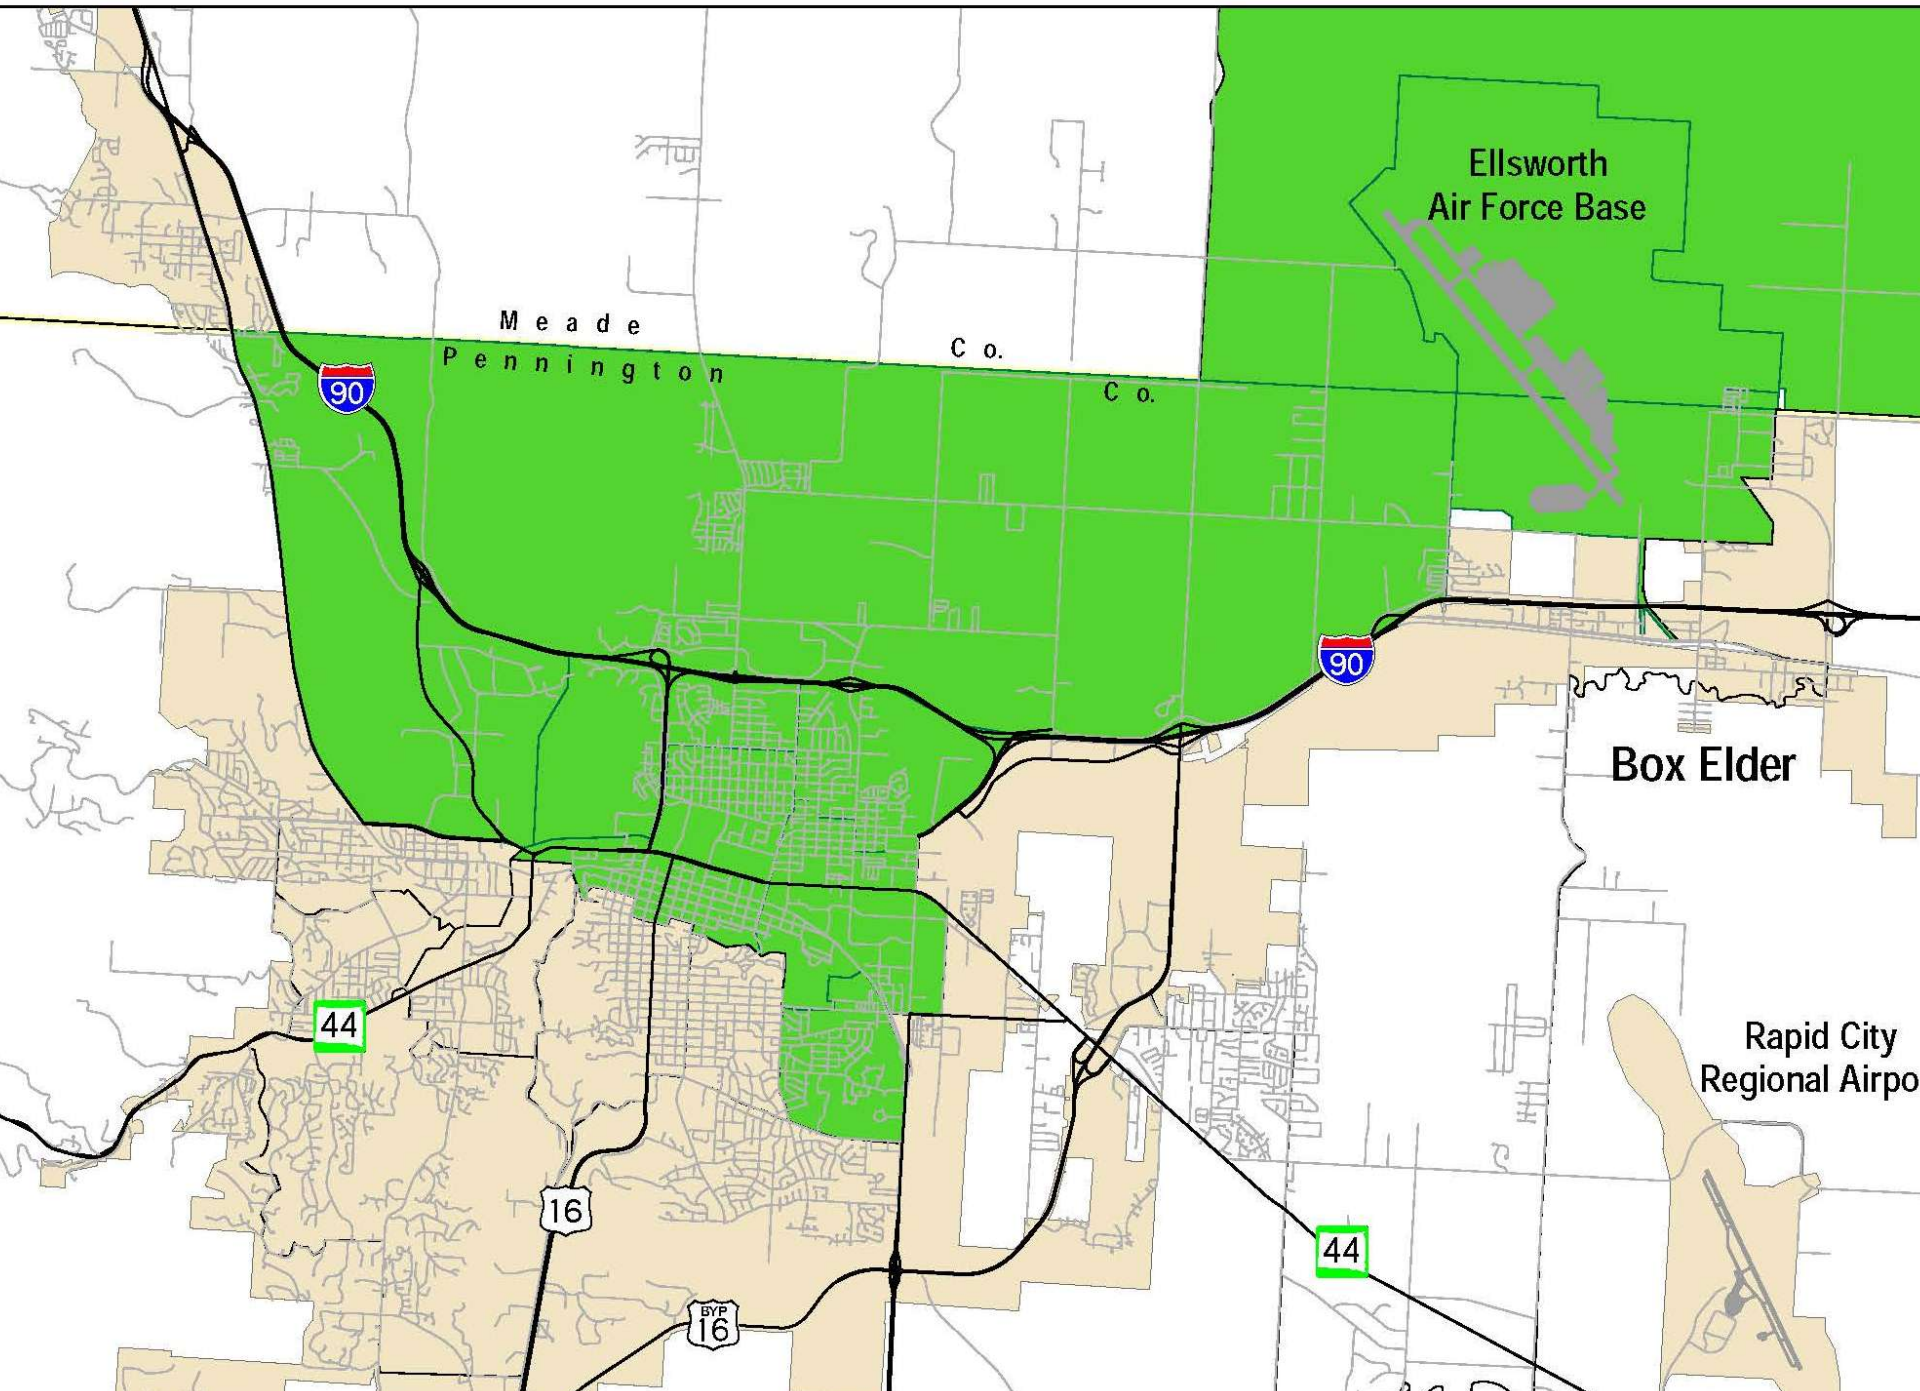 Ellsworth
Air Force Base
Meade
Co.
Pennington
Co.
90
90
Box Elder
44
Rapid City
Regional Airpo
16
44
BYP
16